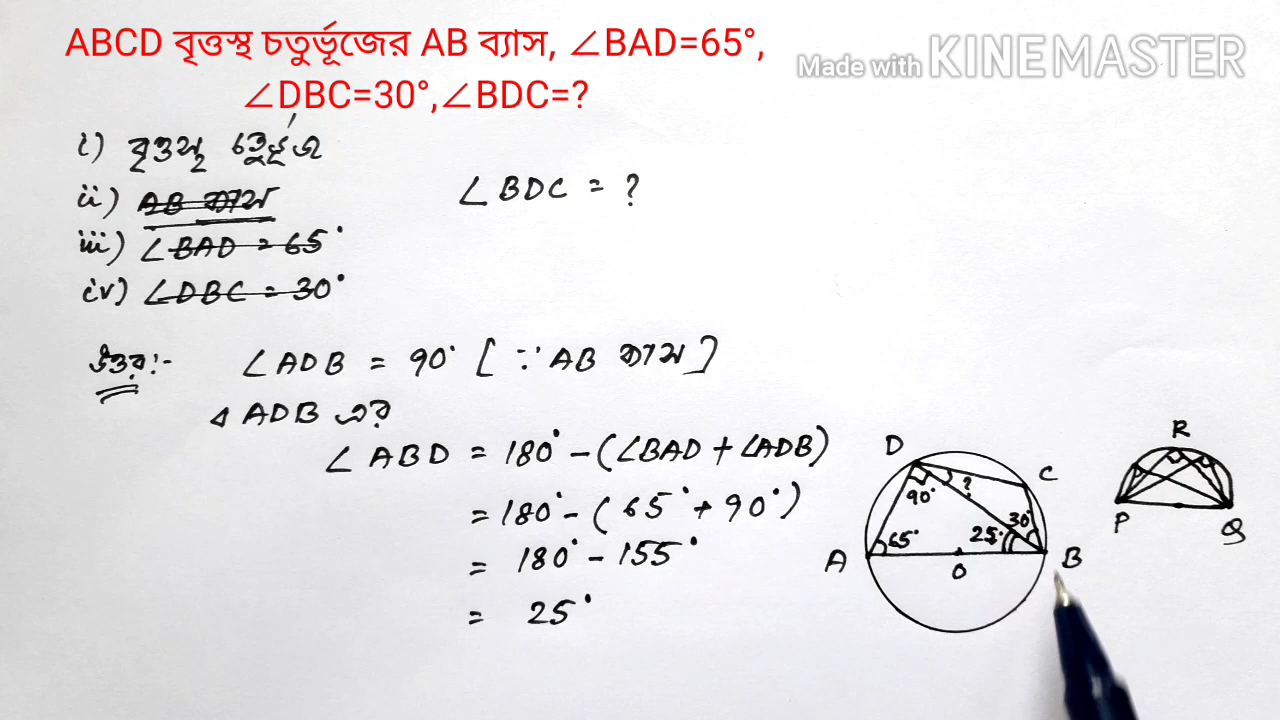 ABCD বৃত্তস্থ চতুর্ভূজের AB ব্যাস, ∠BAD=65°,
∠DBC=30°,∠BDC=?
Made with KINEMASTER
i) বৃত্তস্থ চতুর্ভূজ
ii) AB ব্যাস
∠BDC = ?
iii) ∠BAD = 65°
iv) ∠DBC = 30°
উত্তর:- ∠ADB = 90° [∵ AB ব্যাস]
△ADB এর
∠ABD = 180° - (∠BAD + ∠ADB)
= 180° - (65° + 90°)
= 180° - 155°
= 25°
D
C
90°
?
30°
65°
25°
A
O
B
R
P
Q